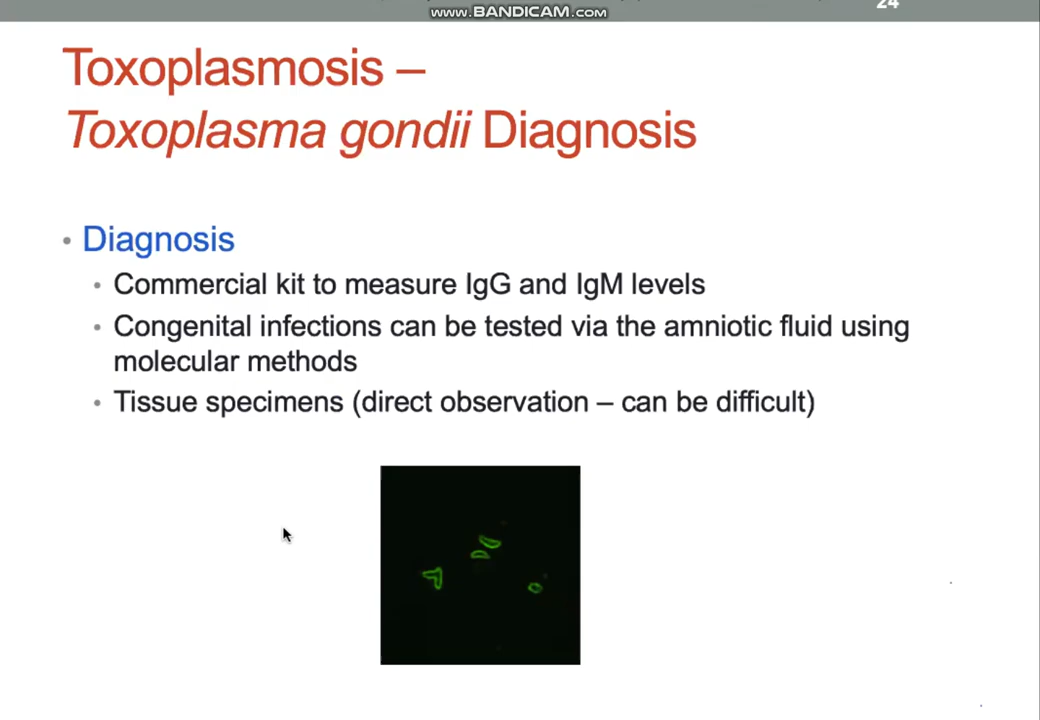 www.BANDICAM.com
24
Toxoplasmosis –
Toxoplasma gondii Diagnosis
• Diagnosis
• Commercial kit to measure IgG and IgM levels
• Congenital infections can be tested via the amniotic fluid using
molecular methods
• Tissue specimens (direct observation – can be difficult)